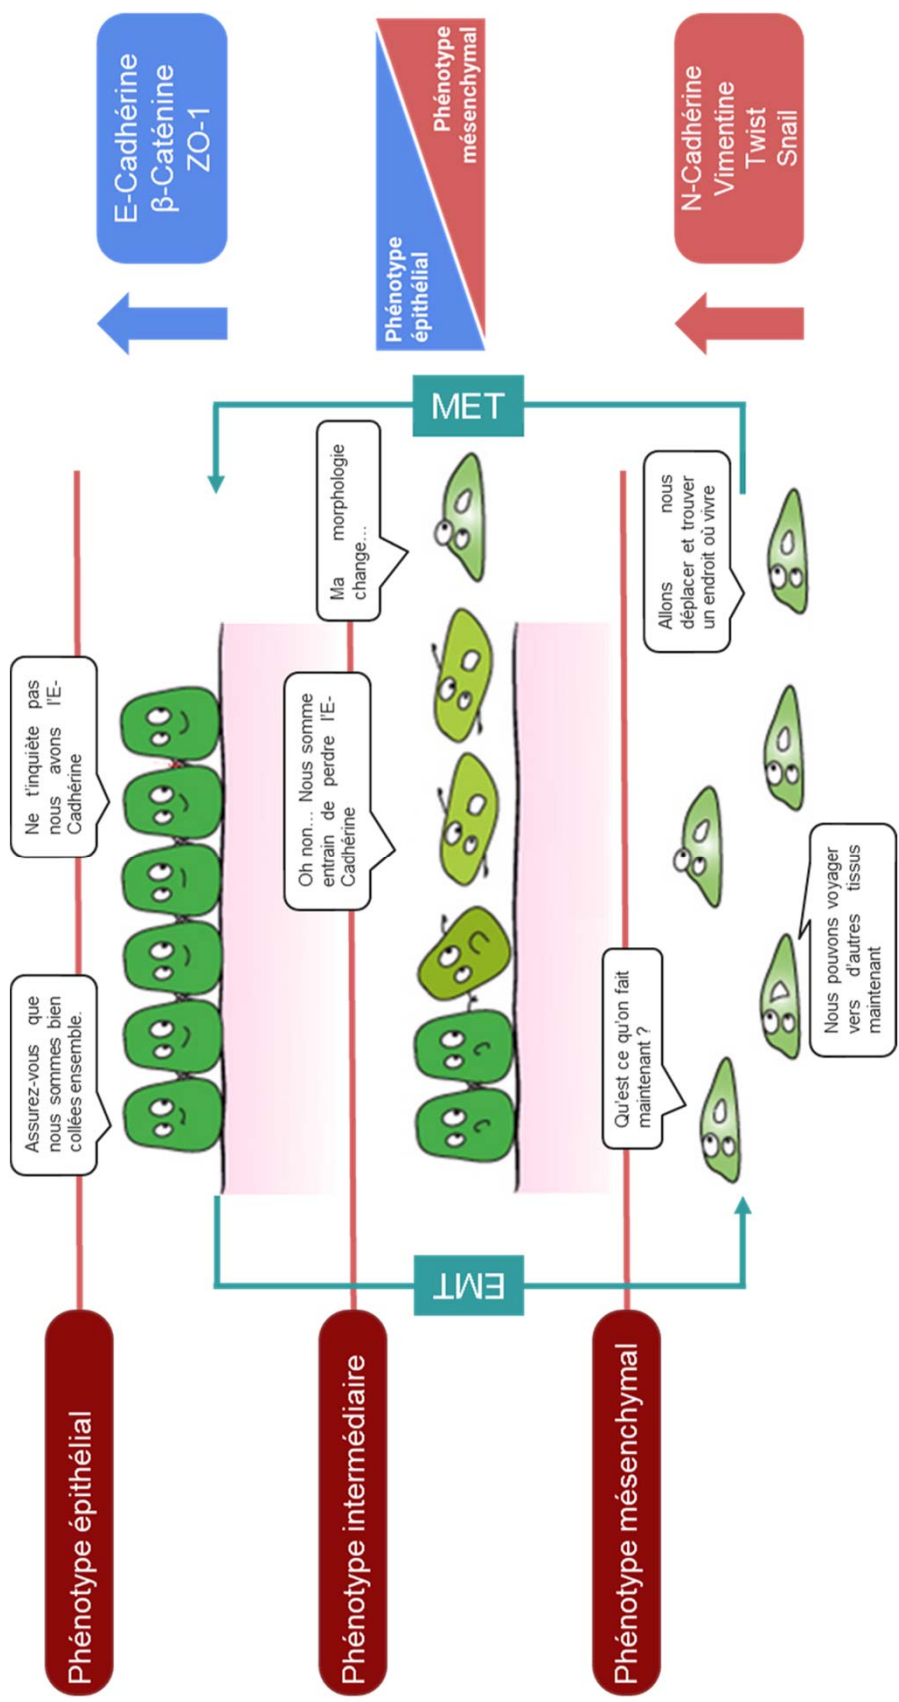 Phénotype épithélial
Assurez-vous que
nous sommes bien
collées ensemble.
Ne t'inquiète pas
nous avons l'E-
Cadhérine
E-Cadhérine
β-Caténine
ZO-1
Phénotype intermédiaire
Oh non... Nous somme
entrain de perdre l'E-
Cadhérine
Ma morphologie
change...
EMT
MET
Phénotype
épithélial
Phénotype
mésenchymal
Phénotype mésenchymal
Qu'est ce qu'on fait
maintenant ?
Allons nous
déplacer et trouver
un endroit où vivre
Nous pouvons voyager
vers d'autres tissus
maintenant
N-Cadhérine
Vimentine
Twist
Snail